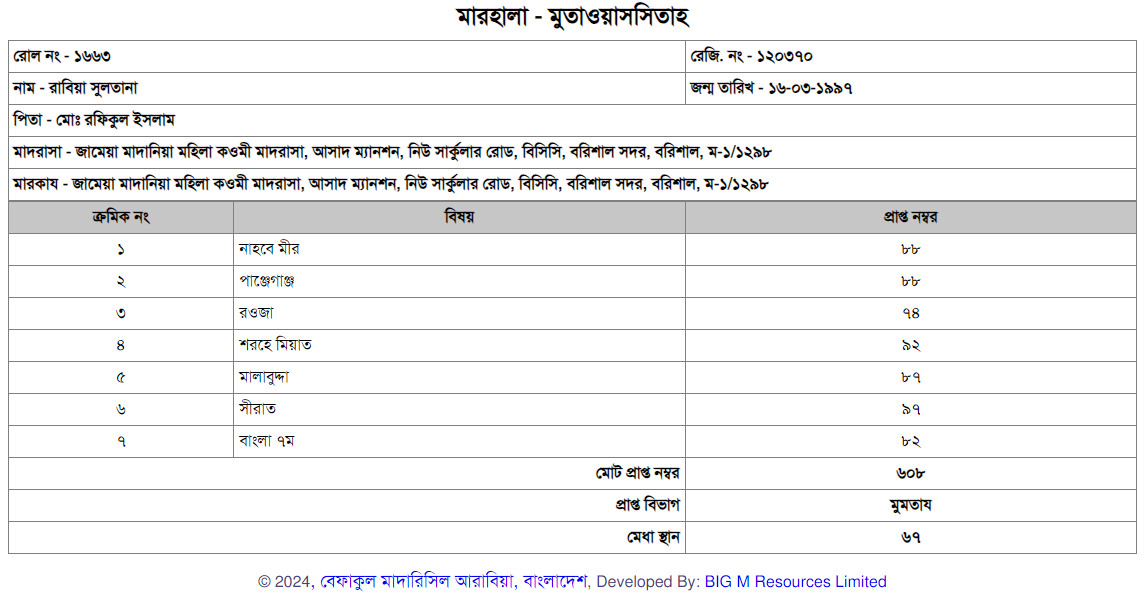 মারহালা - মুতাওয়াসসিতাহ
রোল নং - ১৬৬৩ রেজি. নং - ১২০৩৭০
নাম - রাবিয়া সুলতানা জন্ম তারিখ - ১৬-০৩-১৯৯৭
পিতা - মোঃ রফিকুল ইসলাম
মাদরাসা - জামেয়া মাদানিয়া মহিলা কওমী মাদরাসা, আসাদ ম্যানশন, নিউ সার্কুলার রোড, বিসিসি, বরিশাল সদর, বরিশাল, ম-১/১২৯৮
মারকায - জামেয়া মাদানিয়া মহিলা কওমী মাদরাসা, আসাদ ম্যানশন, নিউ সার্কুলার রোড, বিসিসি, বরিশাল সদর, বরিশাল, ম-১/১২৯৮
ক্রমিক নং বিষয় প্রাপ্ত নম্বর
১ নাহবে মীর ৮৮
২ পাঞ্জেগাঞ্জ ৮৮
৩ রওজা ৭৪
৪ শরহে মিয়াত ৯২
৫ মালাবুদ্দা ৮৭
৬ সীরাত ৯৭
৭ বাংলা ৭ম ৮২
মোট প্রাপ্ত নম্বর ৬০৮
প্রাপ্ত বিভাগ মুমতায
মেধা স্থান ৬৭
© 2024, বেফাকুল মাদারিসিল আরাবিয়া, বাংলাদেশ, Developed By: BIG M Resources Limited